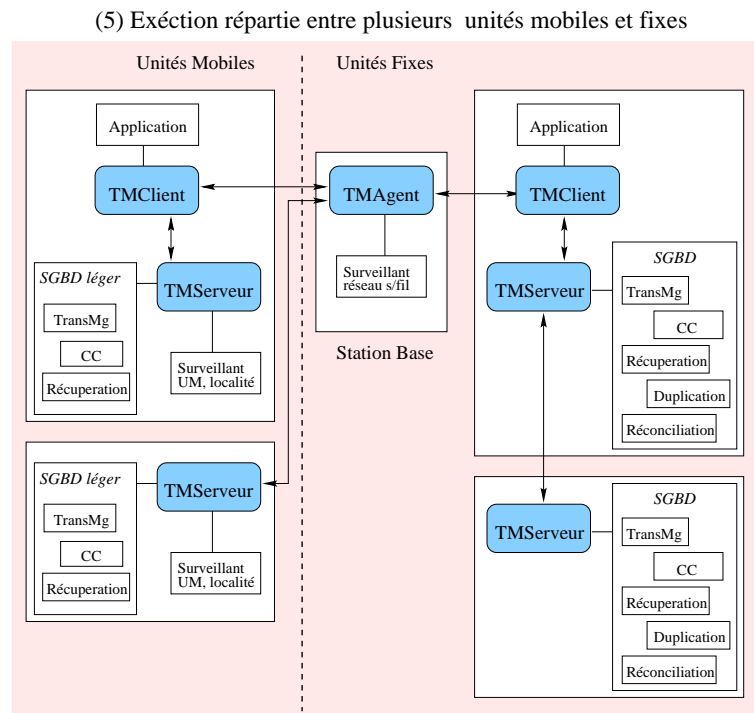 (5) Exéction répartie entre plusieurs unités mobiles et fixes
Unités Mobiles
Unités Fixes
Application
TMClient
SGBD léger
TMServeur
TransMg
CC
Récuperation
Surveillant
UM, localité
SGBD léger
TMServeur
TransMg
CC
Récuperation
Surveillant
UM, localité
TMAgent
Surveillant
réseau s/fil
Station Base
Application
TMClient
TMServeur
SGBD
TransMg
CC
Récuperation
Duplication
Réconciliation
TMServeur
SGBD
TransMg
CC
Récuperation
Duplication
Réconciliation